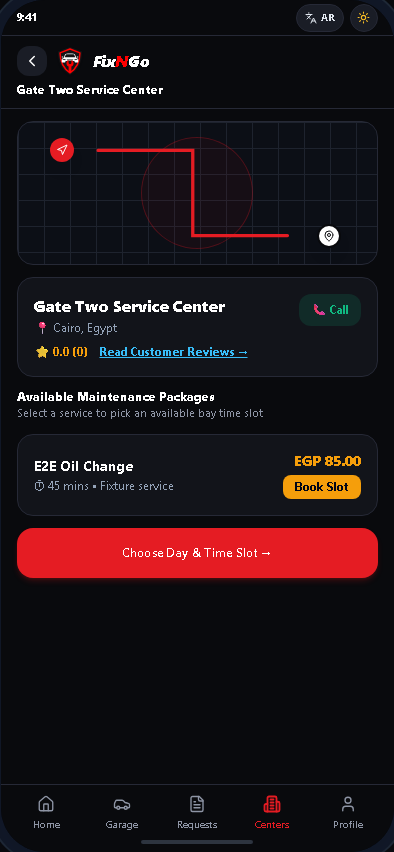 9:41
AR
FixNGo
Gate Two Service Center
Gate Two Service Center
Call
Cairo, Egypt
0.0 (0) Read Customer Reviews →
Available Maintenance Packages
Select a service to pick an available bay time slot
E2E Oil Change
EGP 85.00
45 mins • Fixture service
Book Slot
Choose Day & Time Slot →
Home
Garage
Requests
Centers
Profile